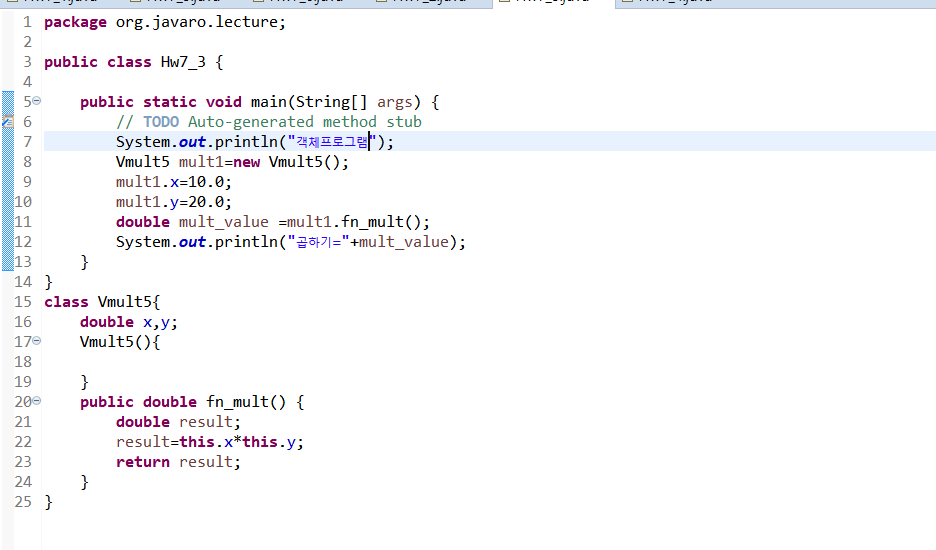 1 package org.javaro.lecture;
2
3 public class Hw7_3 {
4
5     public static void main(String[] args) {
6         // TODO Auto-generated method stub
7         System.out.println("객체프로그램");
8         Vmult5 mult1=new Vmult5();
9         mult1.x=10.0;
10         mult1.y=20.0;
11         double mult_value =mult1.fn_mult();
12         System.out.println("곱하기="+mult_value);
13     }
14 }
15 class Vmult5{
16     double x,y;
17     Vmult5(){
18
19     }
20     public double fn_mult() {
21         double result;
22         result=this.x*this.y;
23         return result;
24     }
25 }